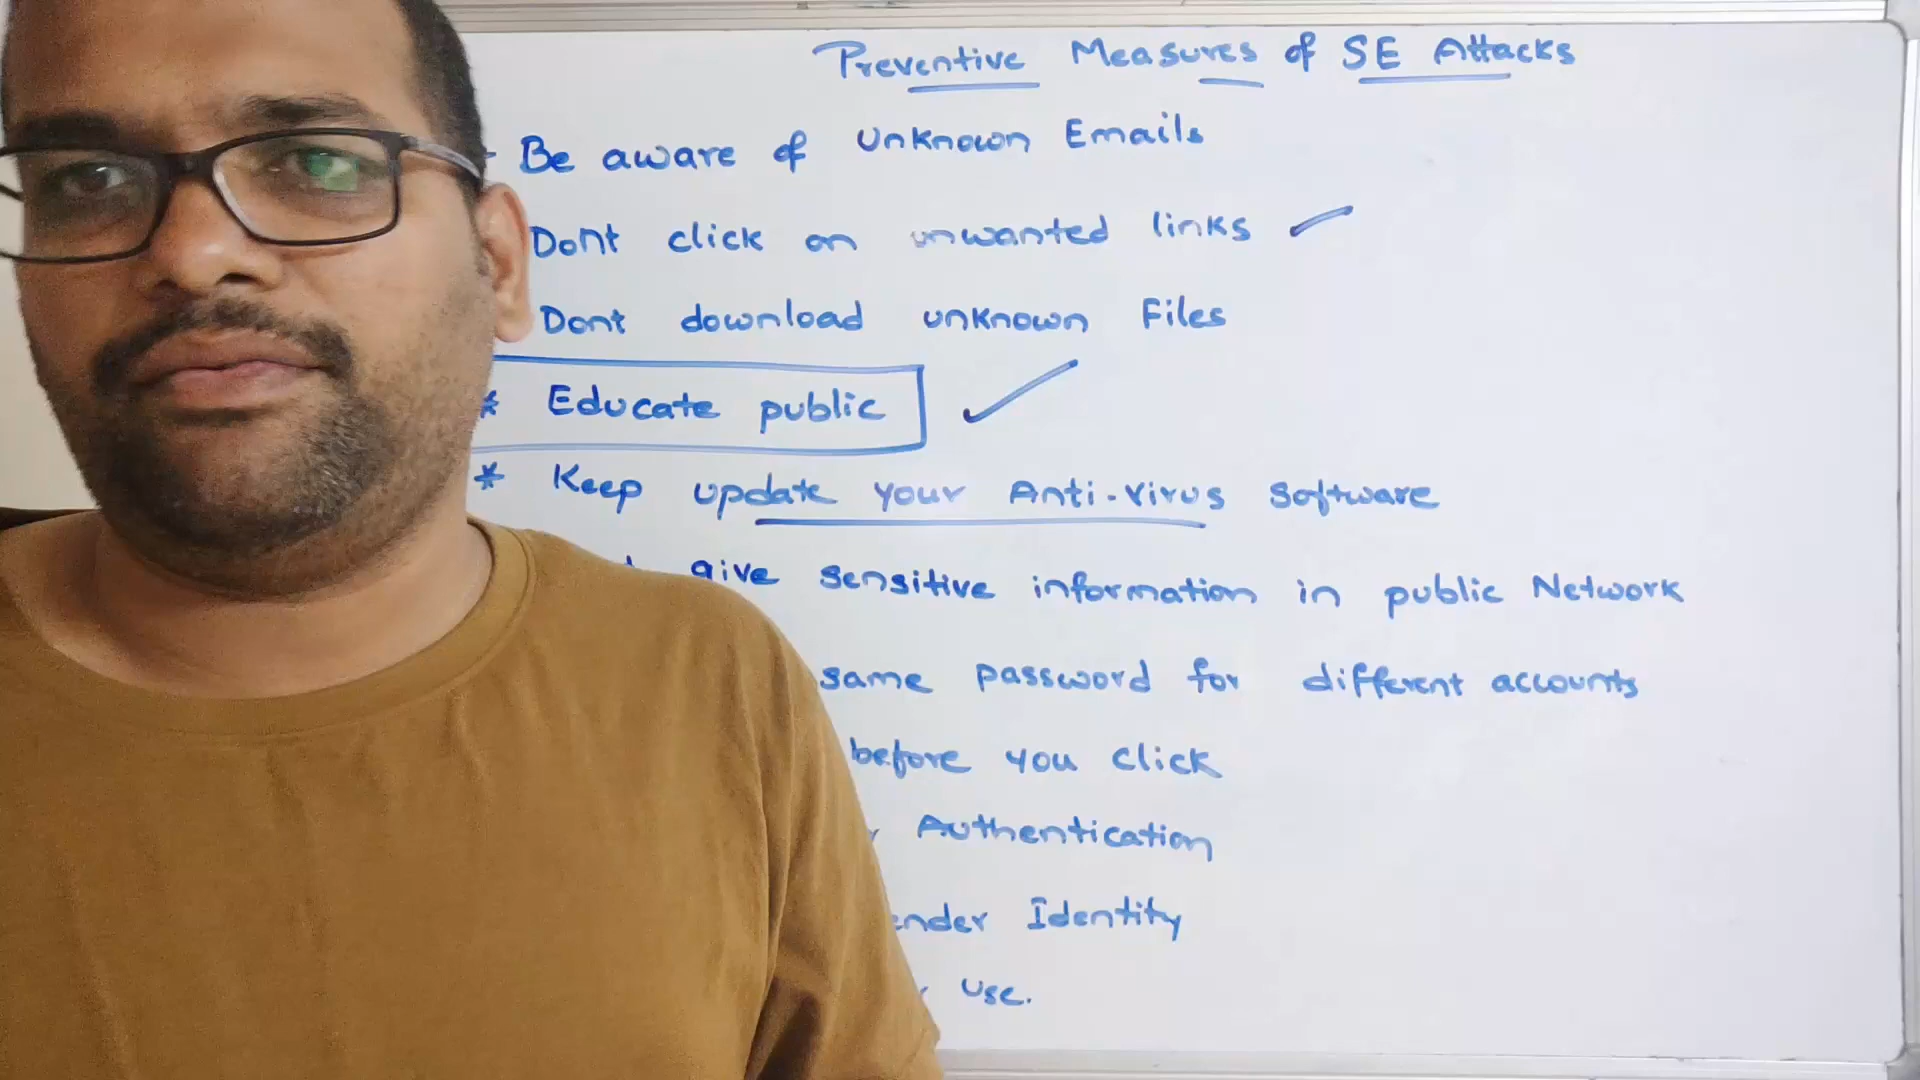 Preventive Measures of SE Attacks
Be aware of Unknown Emails
Dont click on unwanted links
Dont download unknown Files
* Educate public
* Keep update your Anti-virus software
give sensitive information in public Network
same password for different accounts
before you click
Authentication
Identity
Use.